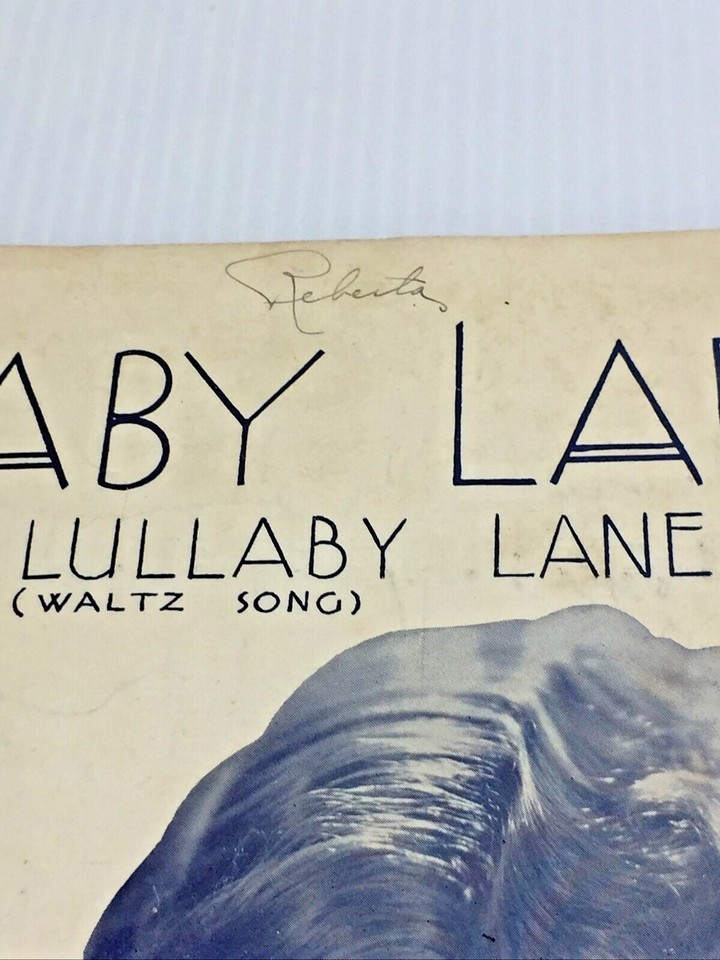 Roberta
ABY LA
LULLABY LANE
(WALTZ SONG)